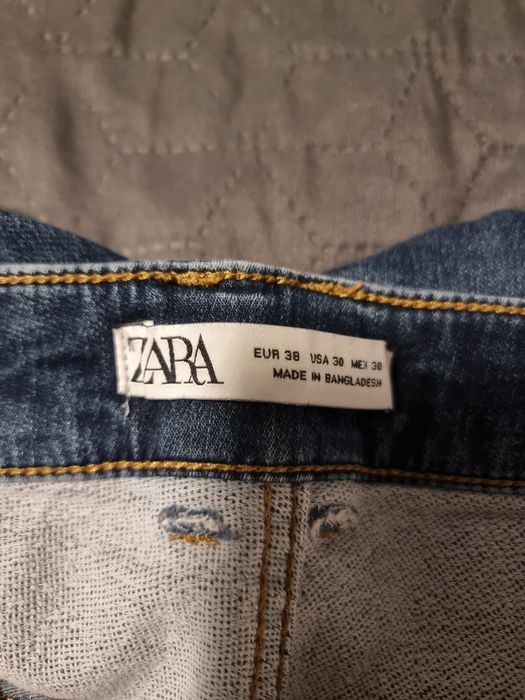 ZARA
EUR 38 USA 30 MEX 30
MADE IN BANGLADESH